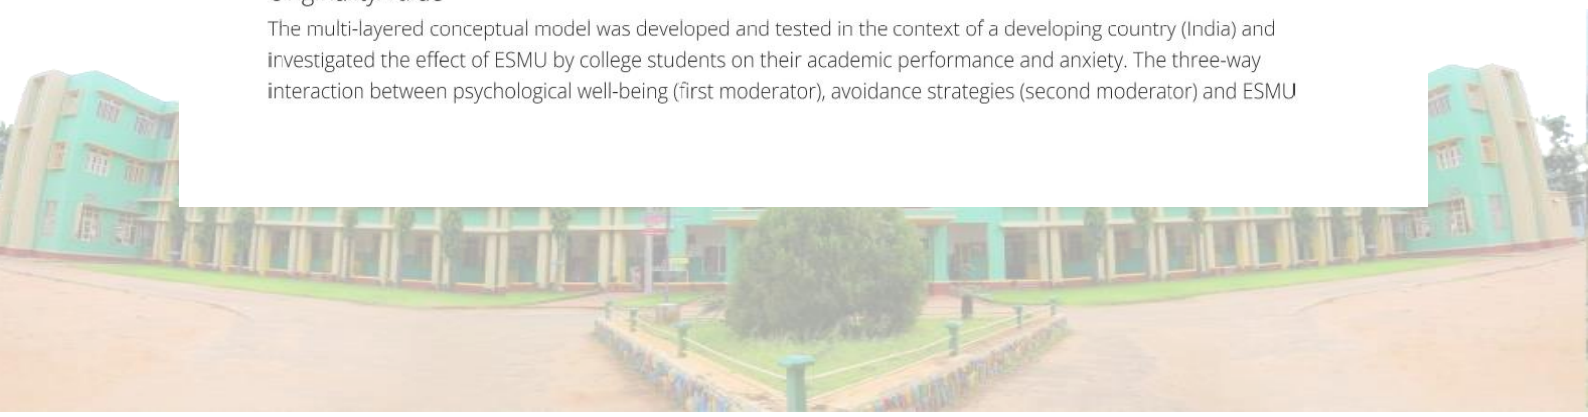 The multi-layered conceptual model was developed and tested in the context of a developing country (India) and
investigated the effect of ESMU by college students on their academic performance and anxiety. The three-way
interaction between psychological well-being (first moderator), avoidance strategies (second moderator) and ESMU